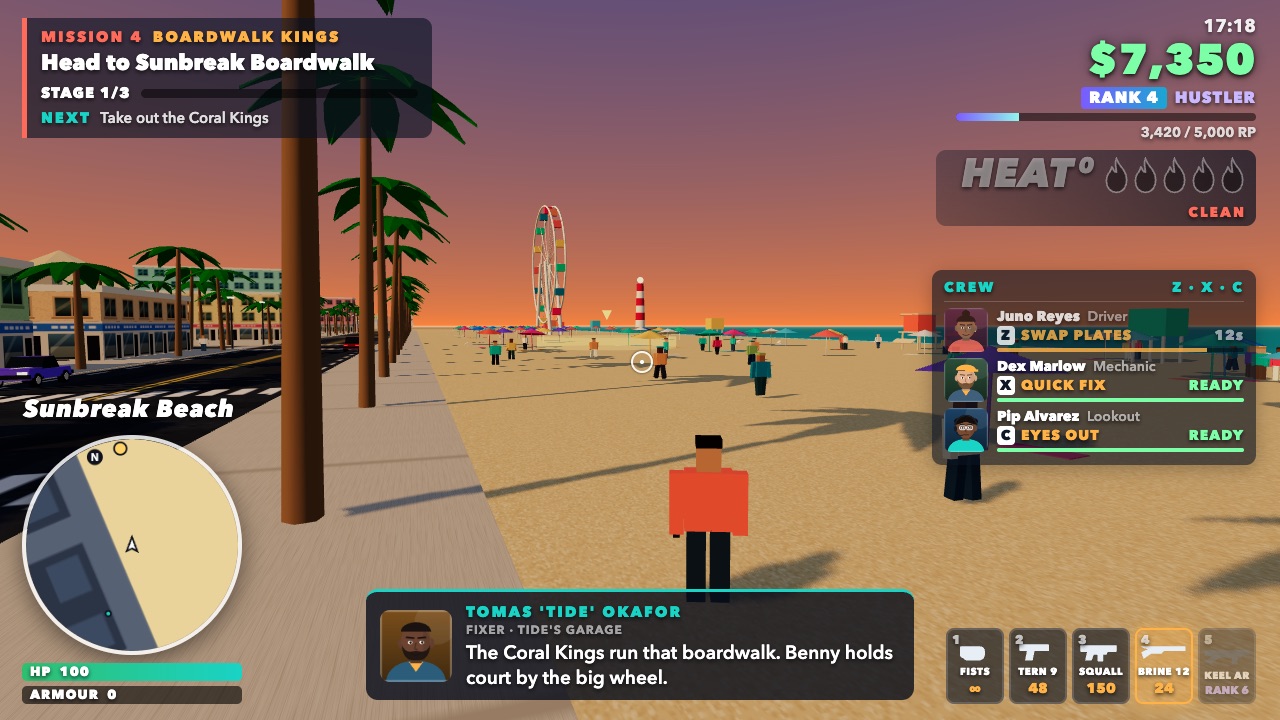 MISSION 4 BOARDWALK KINGS
Head to Sunbreak Boardwalk
STAGE 1/3
NEXT Take out the Coral Kings
17:18
$7,350
RANK 4 HUSTLER
3,420 / 5,000 RP
HEAT 0
CLEAN
CREW Z · X · C
Juno Reyes Driver
Z SWAP PLATES 12s
Dex Marlow Mechanic
X QUICK FIX READY
Pip Alvarez Lookout
C EYES OUT READY
Sunbreak Beach
N
HP 100
ARMOUR 0
TOMAS 'TIDE' OKAFOR
FIXER · TIDE'S GARAGE
The Coral Kings run that boardwalk. Benny holds
court by the big wheel.
1 FISTS ∞
2 TERN 9 48
3 SQUALL 150
4 BRINE 12 24
5 KEEL AR RANK 6